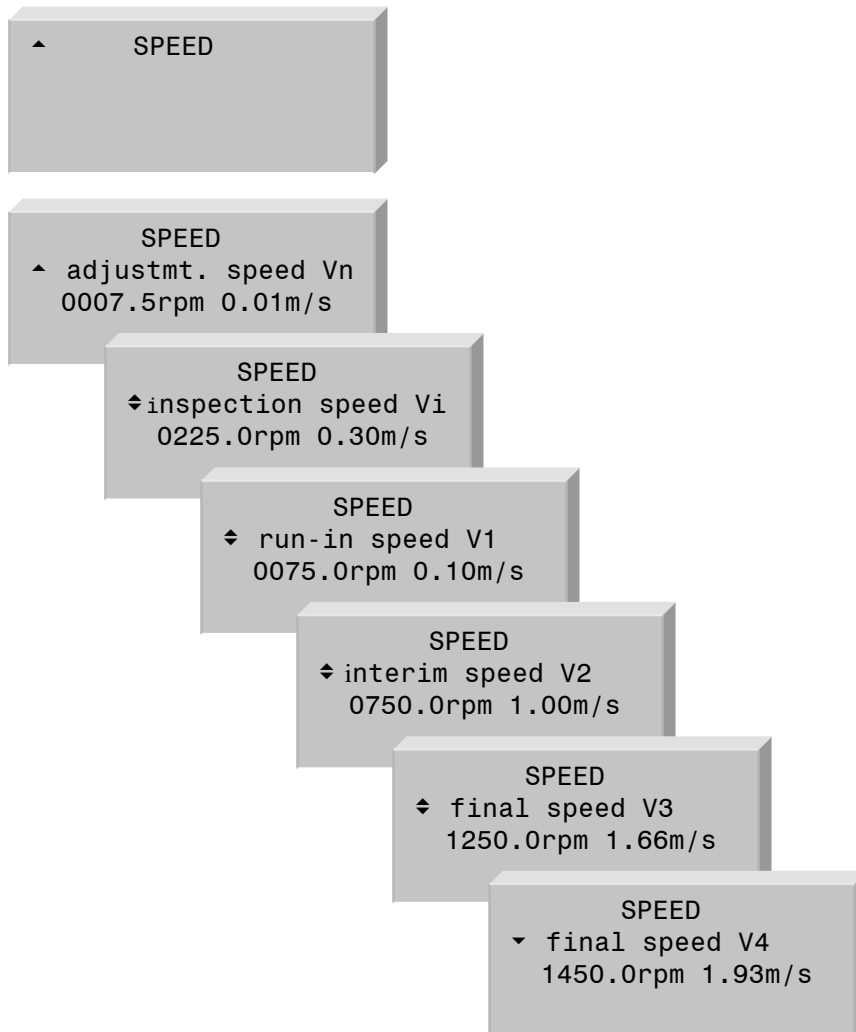 SPEED
SPEED
adjustmt. speed Vn
0007.5rpm 0.01m/s
SPEED
inspection speed Vi
0225.0rpm 0.30m/s
SPEED
run-in speed V1
0075.0rpm 0.10m/s
SPEED
interim speed V2
0750.0rpm 1.00m/s
SPEED
final speed V3
1250.0rpm 1.66m/s
SPEED
final speed V4
1450.0rpm 1.93m/s